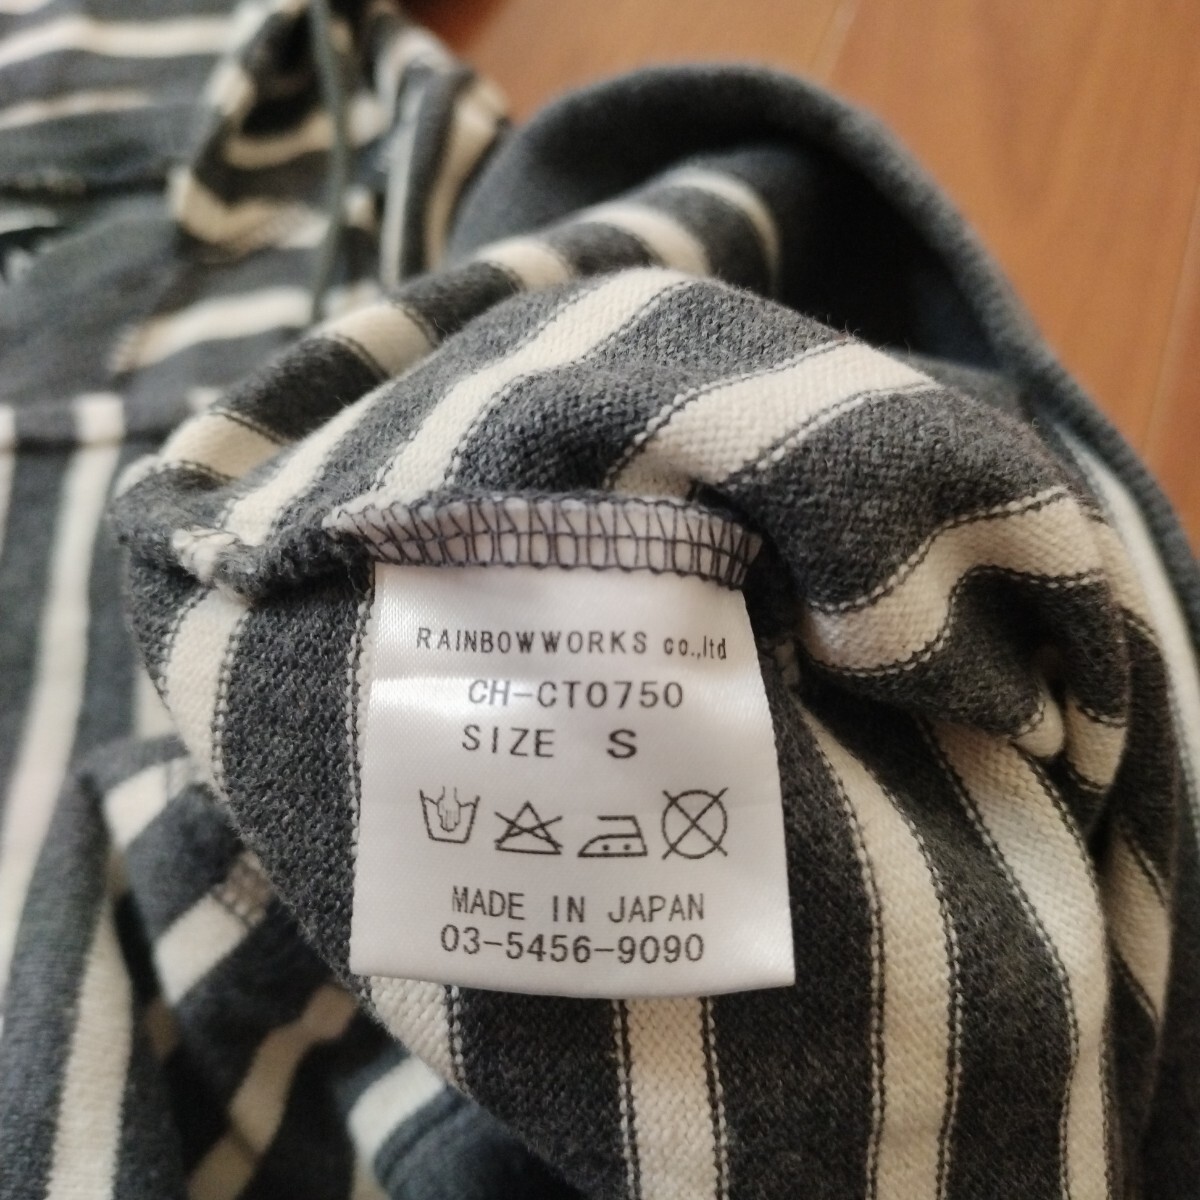 RAINBOWWORKS co.,ltd
CH-CT0750
SIZE S
MADE IN JAPAN
03-5456-9090